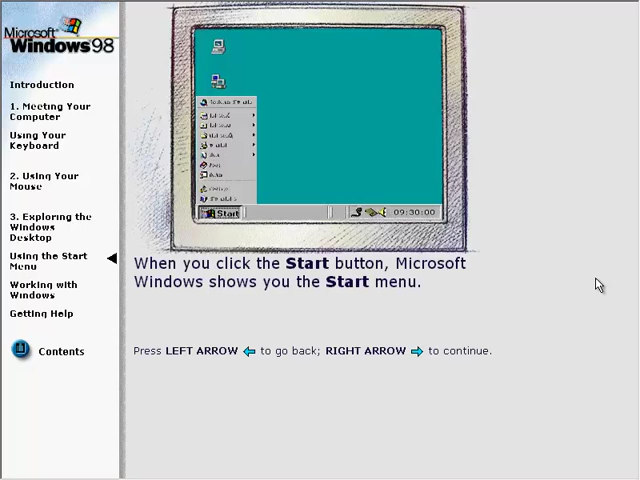 Microsoft
Windows 98
Introduction
1. Meeting Your
Computer
Using Your
Keyboard
2. Using Your
Mouse
3. Exploring the
Windows
Desktop
Using the Start
Menu
Working with
Windows
Getting Help
Contents
Start
09:30:00
When you click the Start button, Microsoft
Windows shows you the Start menu.
Press LEFT ARROW to go back; RIGHT ARROW to continue.